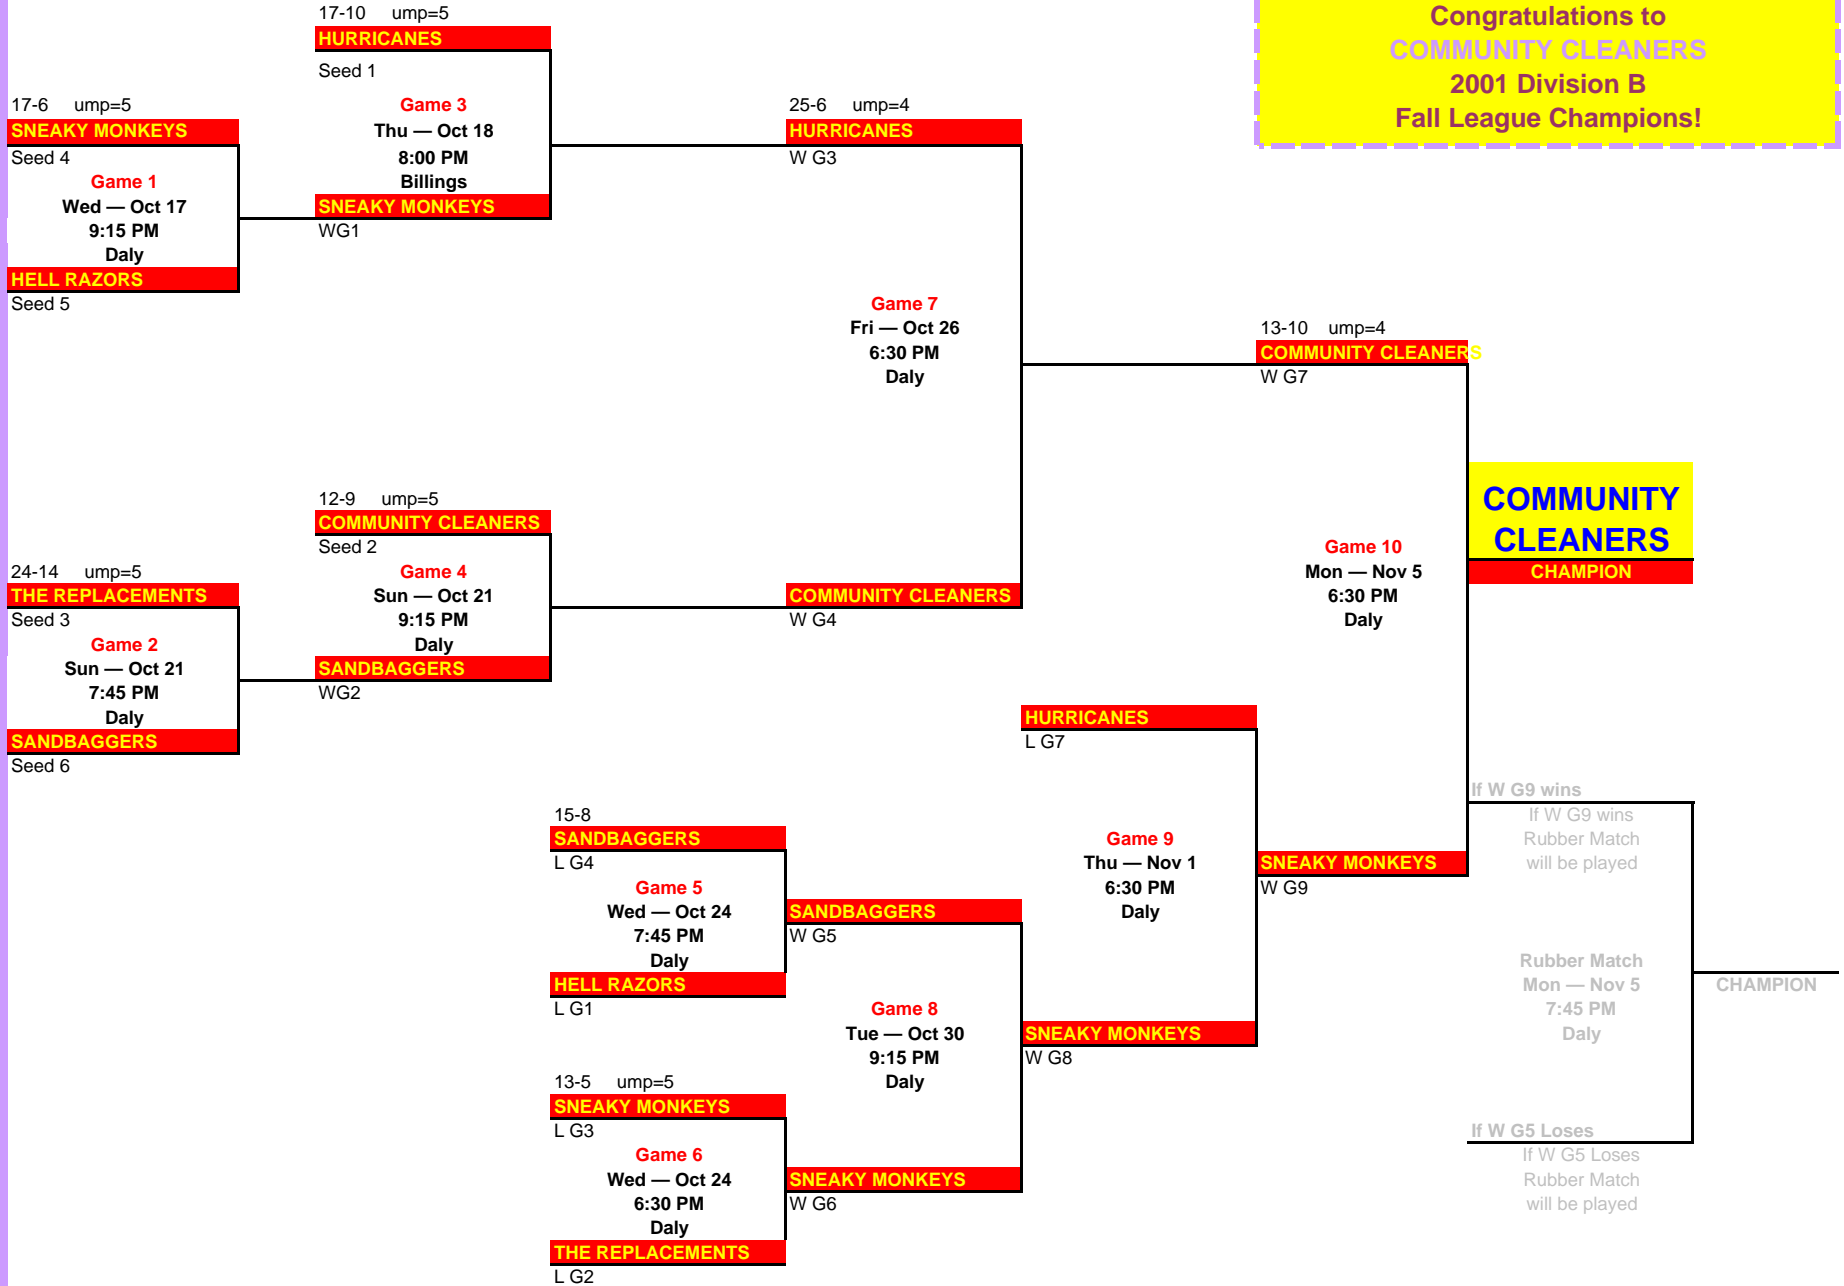 17-10 ump=5
HURRICANES
Seed 1
Game 3
Thu — Oct 18
8:00 PM
Billings
SNEAKY MONKEYS
WG1
Congratulations to
COMMUNITY CLEANERS
2001 Division B
Fall League Champions!
17-6 ump=5
SNEAKY MONKEYS
Seed 4
Game 1
Wed — Oct 17
9:15 PM
Daly
HELL RAZORS
Seed 5
25-6 ump=4
HURRICANES
W G3
Game 7
Fri — Oct 26
6:30 PM
Daly
COMMUNITY CLEANERS
W G4
13-10 ump=4
COMMUNITY CLEANERS
W G7
Game 10
Mon — Nov 5
6:30 PM
Daly
SNEAKY MONKEYS
W G9
COMMUNITY
CLEANERS
CHAMPION
12-9 ump=5
COMMUNITY CLEANERS
Seed 2
Game 4
Sun — Oct 21
9:15 PM
Daly
SANDBAGGERS
WG2
24-14 ump=5
THE REPLACEMENTS
Seed 3
Game 2
Sun — Oct 21
7:45 PM
Daly
SANDBAGGERS
Seed 6
HURRICANES
L G7
Game 9
Thu — Nov 1
6:30 PM
Daly
SNEAKY MONKEYS
W G8
15-8
SANDBAGGERS
L G4
Game 5
Wed — Oct 24
7:45 PM
Daly
HELL RAZORS
L G1
SANDBAGGERS
W G5
Game 8
Tue — Oct 30
9:15 PM
Daly
SNEAKY MONKEYS
W G6
13-5 ump=5
SNEAKY MONKEYS
L G3
Game 6
Wed — Oct 24
6:30 PM
Daly
THE REPLACEMENTS
L G2
If W G9 wins
If W G9 wins
Rubber Match
will be played
Rubber Match
Mon — Nov 5
7:45 PM
Daly
CHAMPION
If W G5 Loses
If W G5 Loses
Rubber Match
will be played